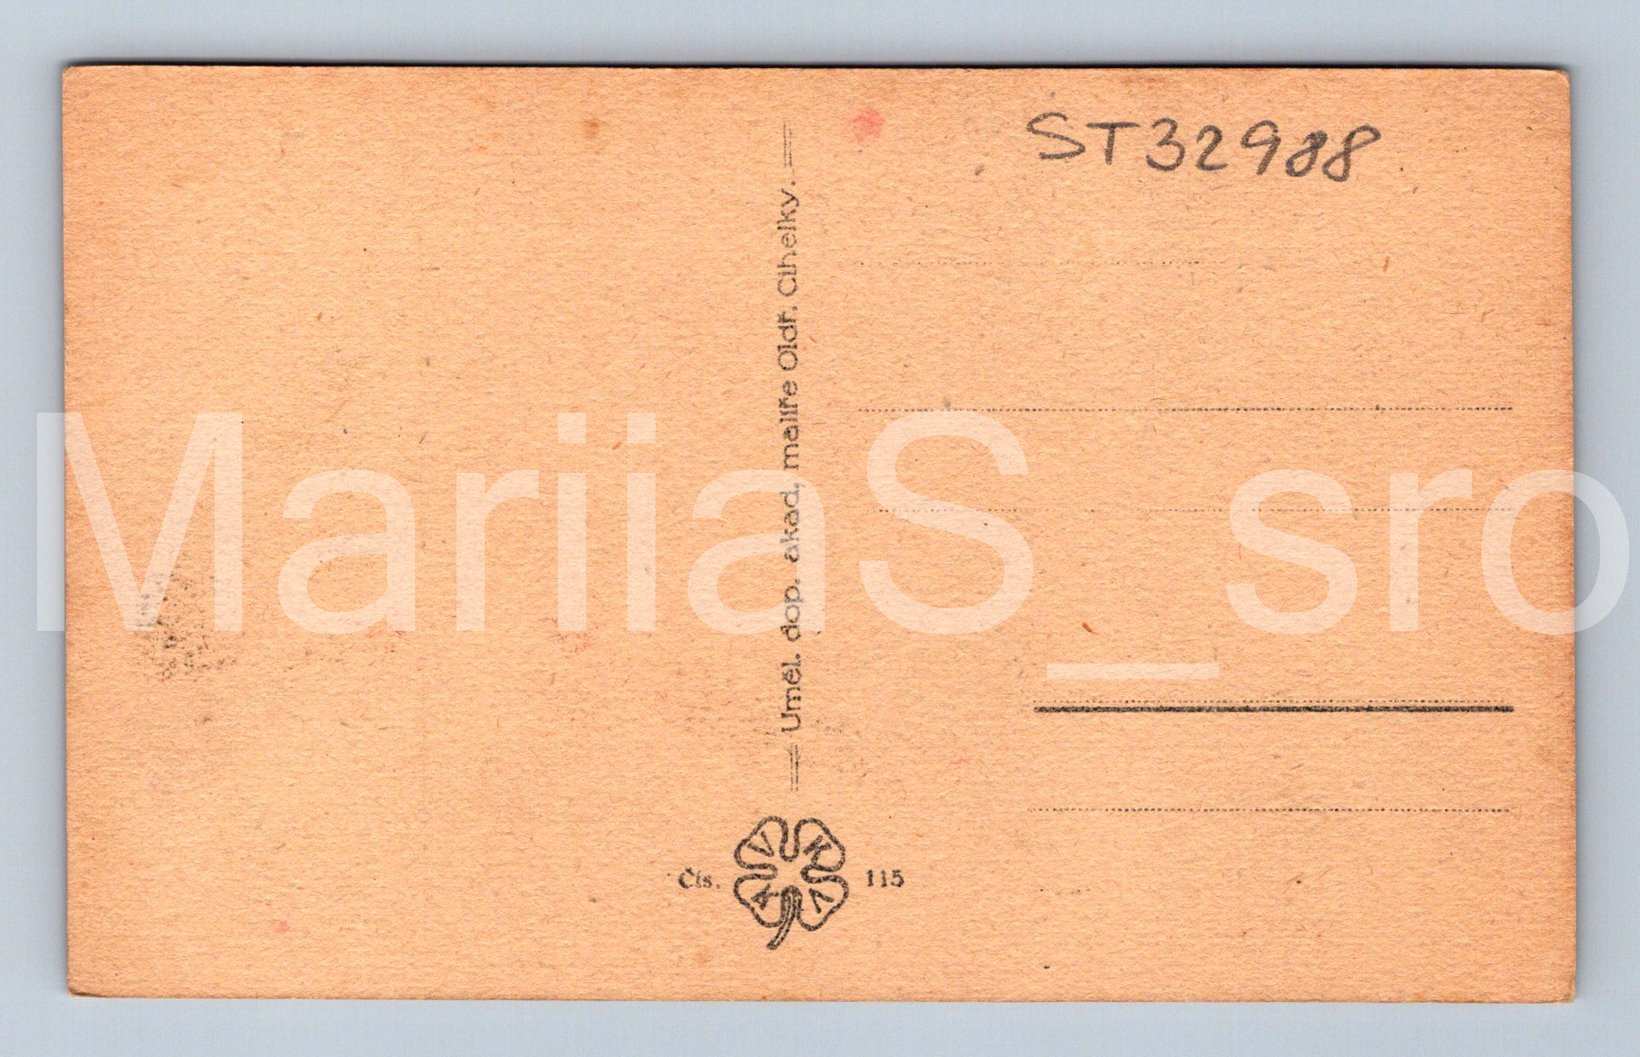 ST32988
Uměl. dop. akad, malíře Oldř. Cihelky.
MariiaS_sro
V K
A V
Čís. 115